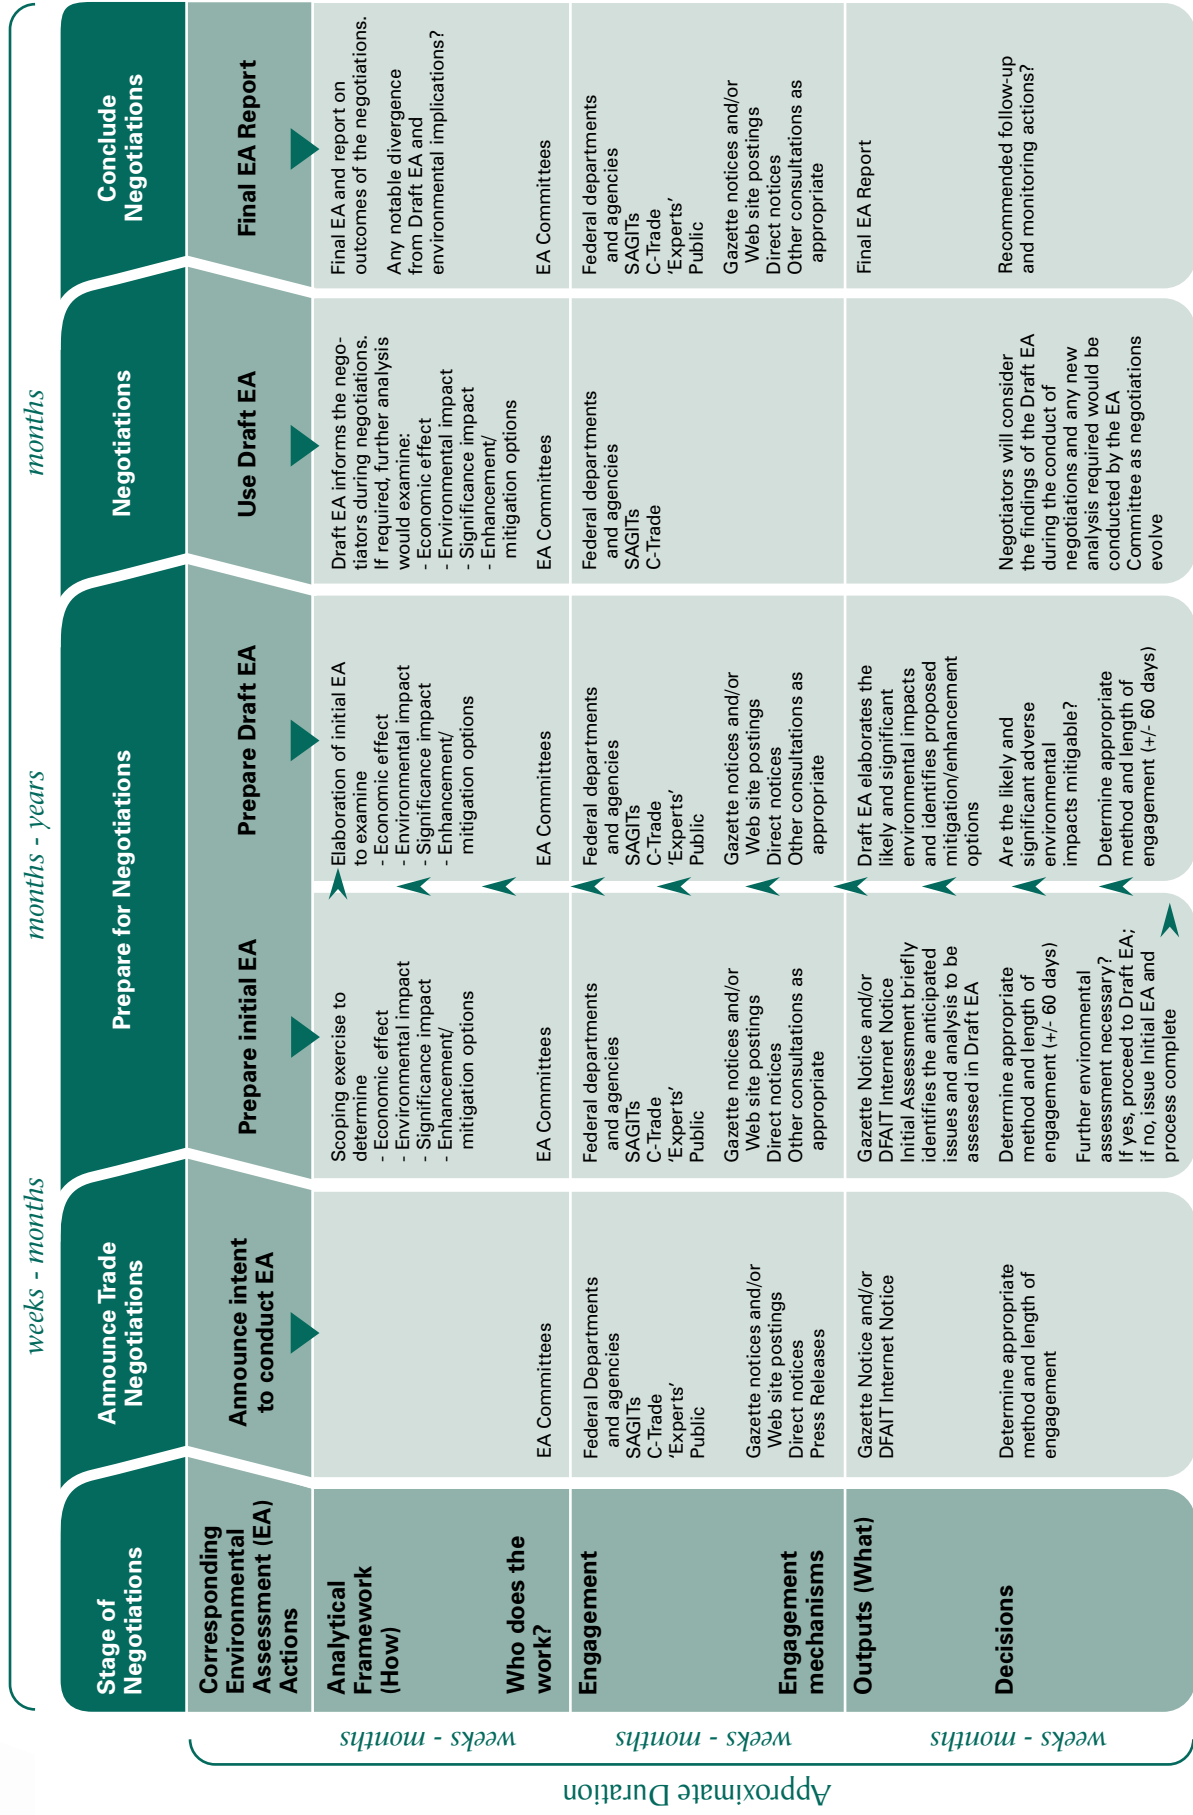 weeks - months
months - years
months
Stage of
Negotiations
Announce Trade
Negotiations
Prepare for Negotiations
Negotiations
Conclude
Negotiations
Corresponding
Environmental
Assessment (EA)
Actions
Announce intent
to conduct EA
Prepare initial EA
Prepare Draft EA
Use Draft EA
Final EA Report
Analytical
Framework
(How)
Scoping exercise to
determine
- Economic effect
- Environmental impact
- Significance impact
- Enhancement/
mitigation options
Elaboration of initial EA
to examine
- Economic effect
- Environmental impact
- Significance impact
- Enhancement/
mitigation options
Draft EA informs the nego-
tiators during negotiations.
If required, further analysis
would examine:
- Economic effect
- Environmental impact
- Significance impact
- Enhancement/
mitigation options
Final EA and report on
outcomes of the negotiations.
Any notable divergence
from Draft EA and
environmental implications?
Who does the
work?
EA Committees
EA Committees
EA Committees
EA Committees
EA Committees
Engagement
Federal Departments
and agencies
SAGITs
C-Trade
‘Experts’
Public
Federal departments
and agencies
SAGITs
C-Trade
‘Experts’
Public
Federal departments
and agencies
SAGITs
C-Trade
‘Experts’
Public
Federal departments
and agencies
SAGITs
C-Trade
Federal departments
and agencies
SAGITs
C-Trade
‘Experts’
Public
Engagement
mechanisms
Gazette notices and/or
Web site postings
Direct notices
Press Releases
Gazette notices and/or
Web site postings
Direct notices
Other consultations as
appropriate
Gazette notices and/or
Web site postings
Direct notices
Other consultations as
appropriate
Gazette notices and/or
Web site postings
Direct notices
Other consultations as
appropriate
Outputs (What)
Gazette Notice and/or
DFAIT Internet Notice
Gazette Notice and/or
DFAIT Internet Notice
Initial Assessment briefly
identifies the anticipated
issues and analysis to be
assessed in Draft EA
Draft EA elaborates the
likely and significant
environmental impacts
and identifies proposed
mitigation/enhancement
options
Final EA Report
Decisions
Determine appropriate
method and length of
engagement
Determine appropriate
method and length of
engagement (+/- 60 days)
Further environmental
assessment necessary?
If yes, proceed to Draft EA;
if no, issue Initial EA and
process complete
Are the likely and
significant adverse
environmental
impacts mitigable?
Determine appropriate
method and length of
engagement (+/- 60 days)
Negotiators will consider
the findings of the Draft EA
during the conduct of
negotiations and any new
analysis required would be
conducted by the EA
Committee as negotiations
evolve
Recommended follow-up
and monitoring actions?
weeks - months
weeks - months
weeks - months
Approximate Duration